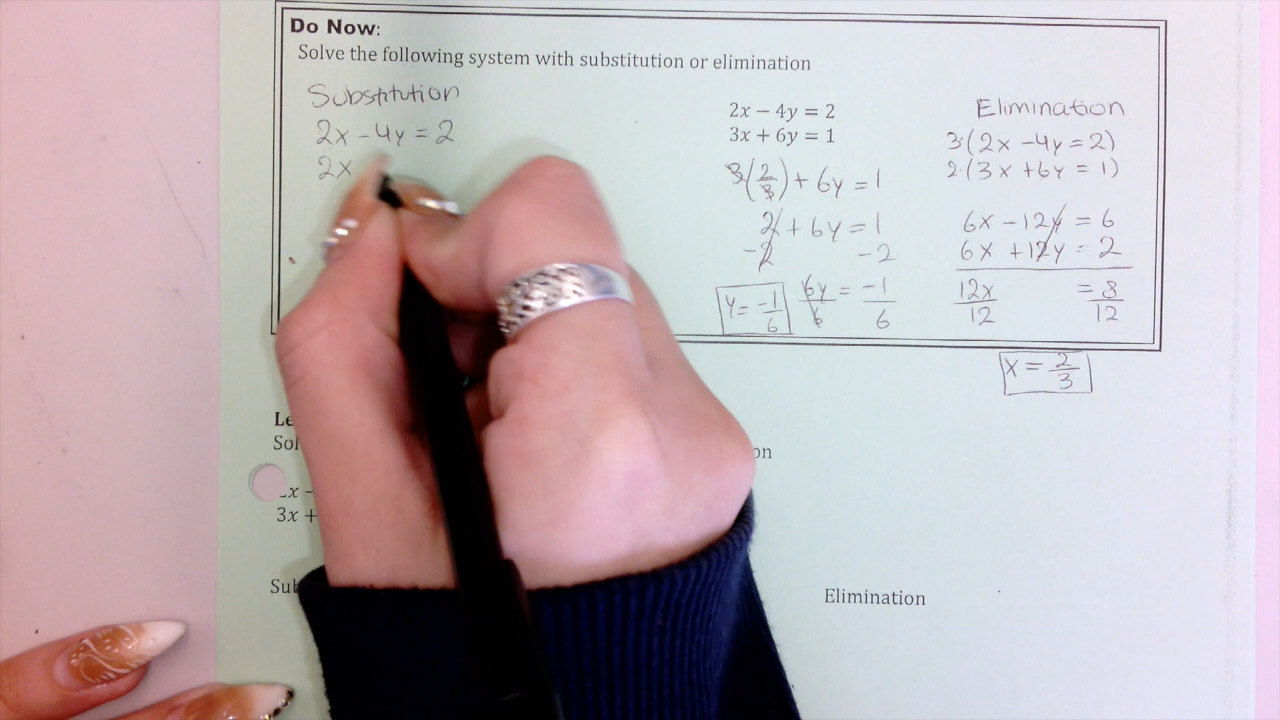 Do Now:
Solve the following system with substitution or elimination
Substitution
2x - 4y = 2
2x
2x − 4y = 2
3x + 6y = 1
3(2/3) + 6y = 1
2 + 6y = 1
-2 -2
6y/6 = -1/6
y = -1/6
Elimination
3·(2x - 4y = 2)
2·(3x + 6y = 1)
6x - 12y = 6
6x + 12y = 2
12x/12 = 8/12
x = 2/3
3x +
Elimination